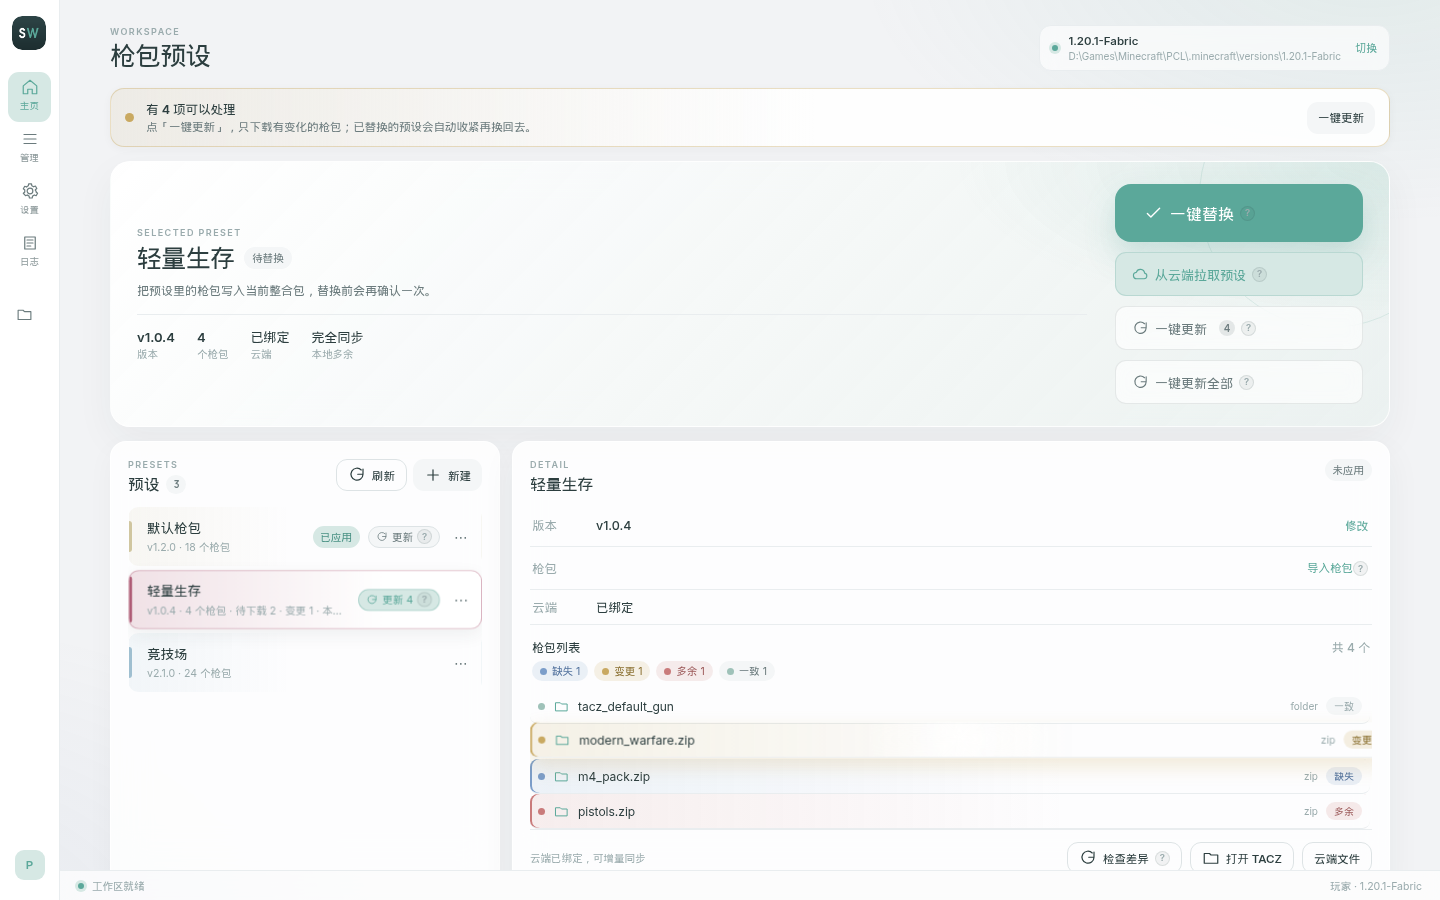 SW
主页
管理
设置
日志
P
WORKSPACE
枪包预设
1.20.1-Fabric
D:\Games\Minecraft\PCL\.minecraft\versions\1.20.1-Fabric
切换
有 4 项可以处理
点「一键更新」，只下载有变化的枪包；已替换的预设会自动收紧再换回去。
一键更新
SELECTED PRESET
轻量生存 待替换
把预设里的枪包写入当前整合包，替换前会再确认一次。
v1.0.4 4 已绑定 完全同步
版本 个枪包 云端 本地多余
一键替换 ?
从云端拉取预设 ?
一键更新 4 ?
一键更新全部 ?
PRESETS
预设 3
刷新
新建
默认枪包
v1.2.0 · 18 个枪包
已应用
更新 ?
···
轻量生存
v1.0.4 · 4 个枪包 · 待下载 2 · 变更 1 · 本...
更新 4 ?
···
竞技场
v2.1.0 · 24 个枪包
···
DETAIL
轻量生存
未应用
版本 v1.0.4 修改
枪包 导入枪包 ?
云端 已绑定
枪包列表 共 4 个
缺失 1 变更 1 多余 1 一致 1
tacz_default_gun folder 一致
modern_warfare.zip zip 变更
m4_pack.zip zip 缺失
pistols.zip zip 多余
云端已绑定，可增量同步
检查差异 ?
打开 TACZ
云端文件
工作区就绪
玩家 · 1.20.1-Fabric